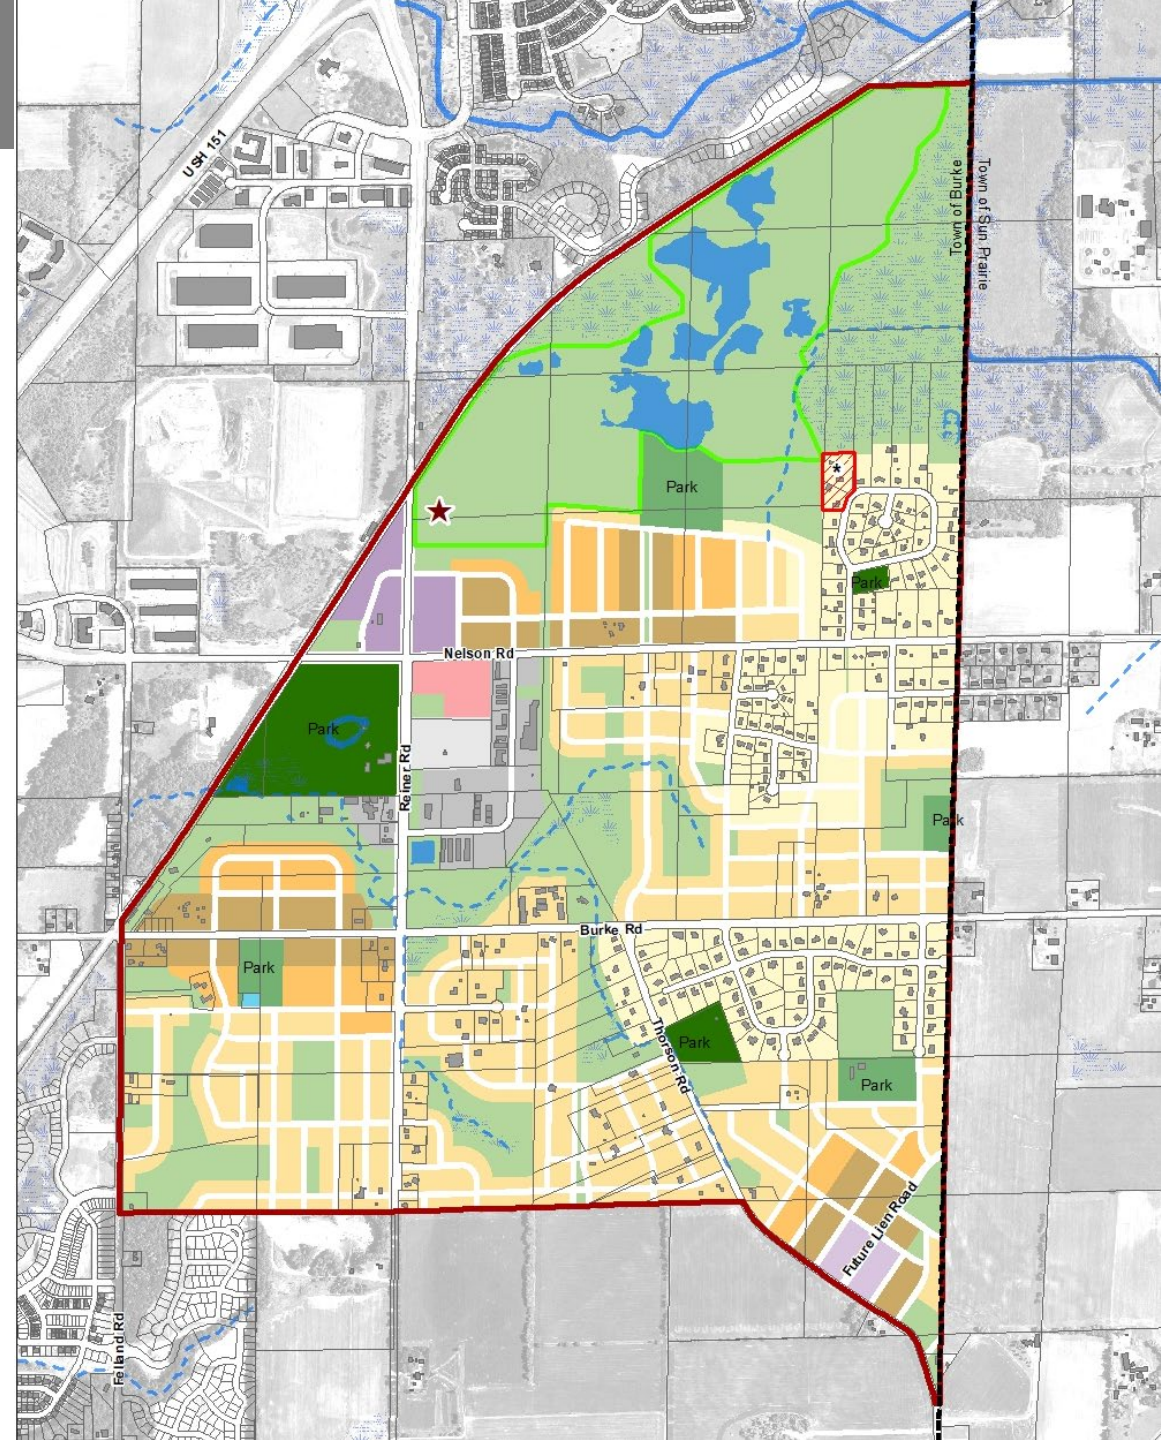 USH 151
Town of Burke
Town of Sun Prairie
*
Park
Park
Nelson Rd
Park
Reiner Rd
Park
Burke Rd
Park
Thorson Rd
Park
Park
Future Lien Road
Felland Rd